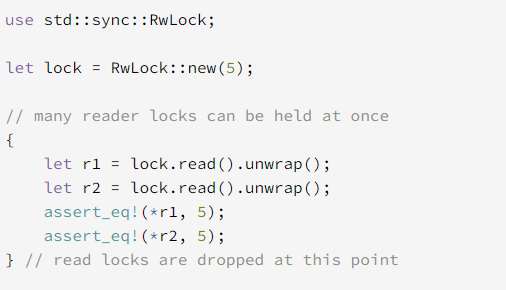 use std::sync::RwLock;
let lock = RwLock::new(5);
// many reader locks can be held at once
{
    let r1 = lock.read().unwrap();
    let r2 = lock.read().unwrap();
    assert_eq!(*r1, 5);
    assert_eq!(*r2, 5);
} // read locks are dropped at this point